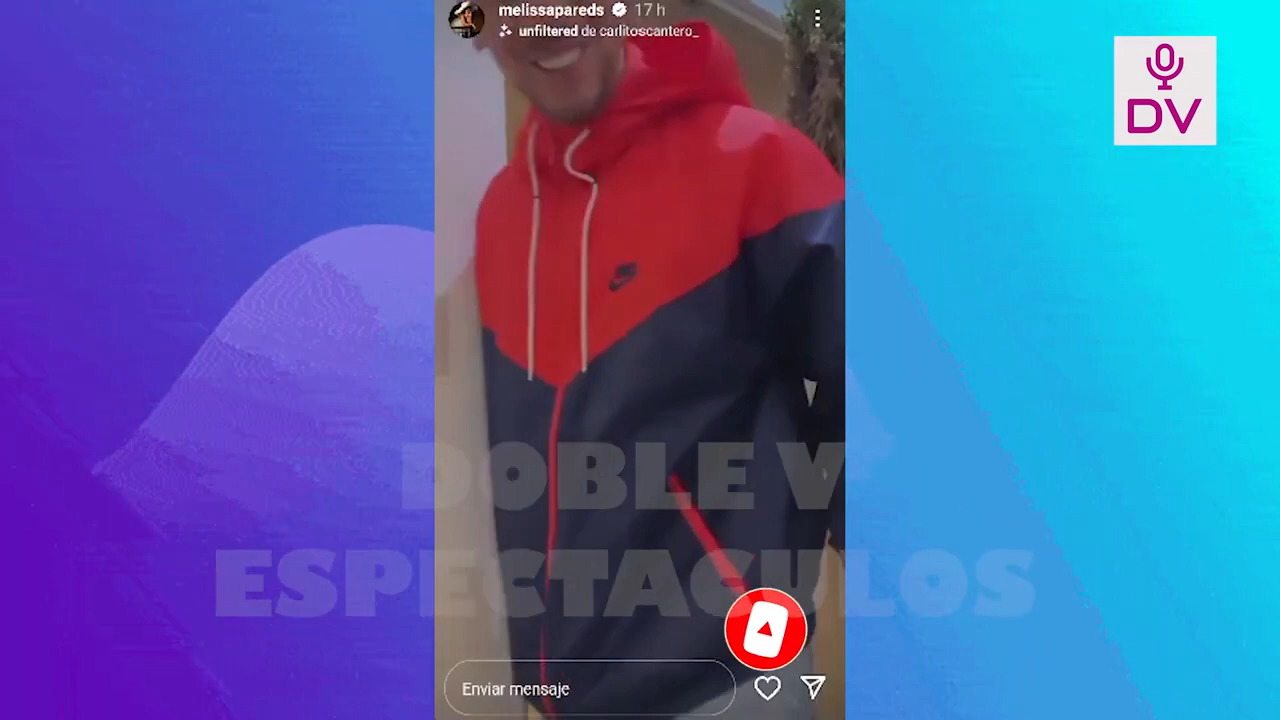 melissapareds 17 h
unfiltered de carlitoscantero_
DV
DOBLE V
ESPECTACULOS
Enviar mensaje